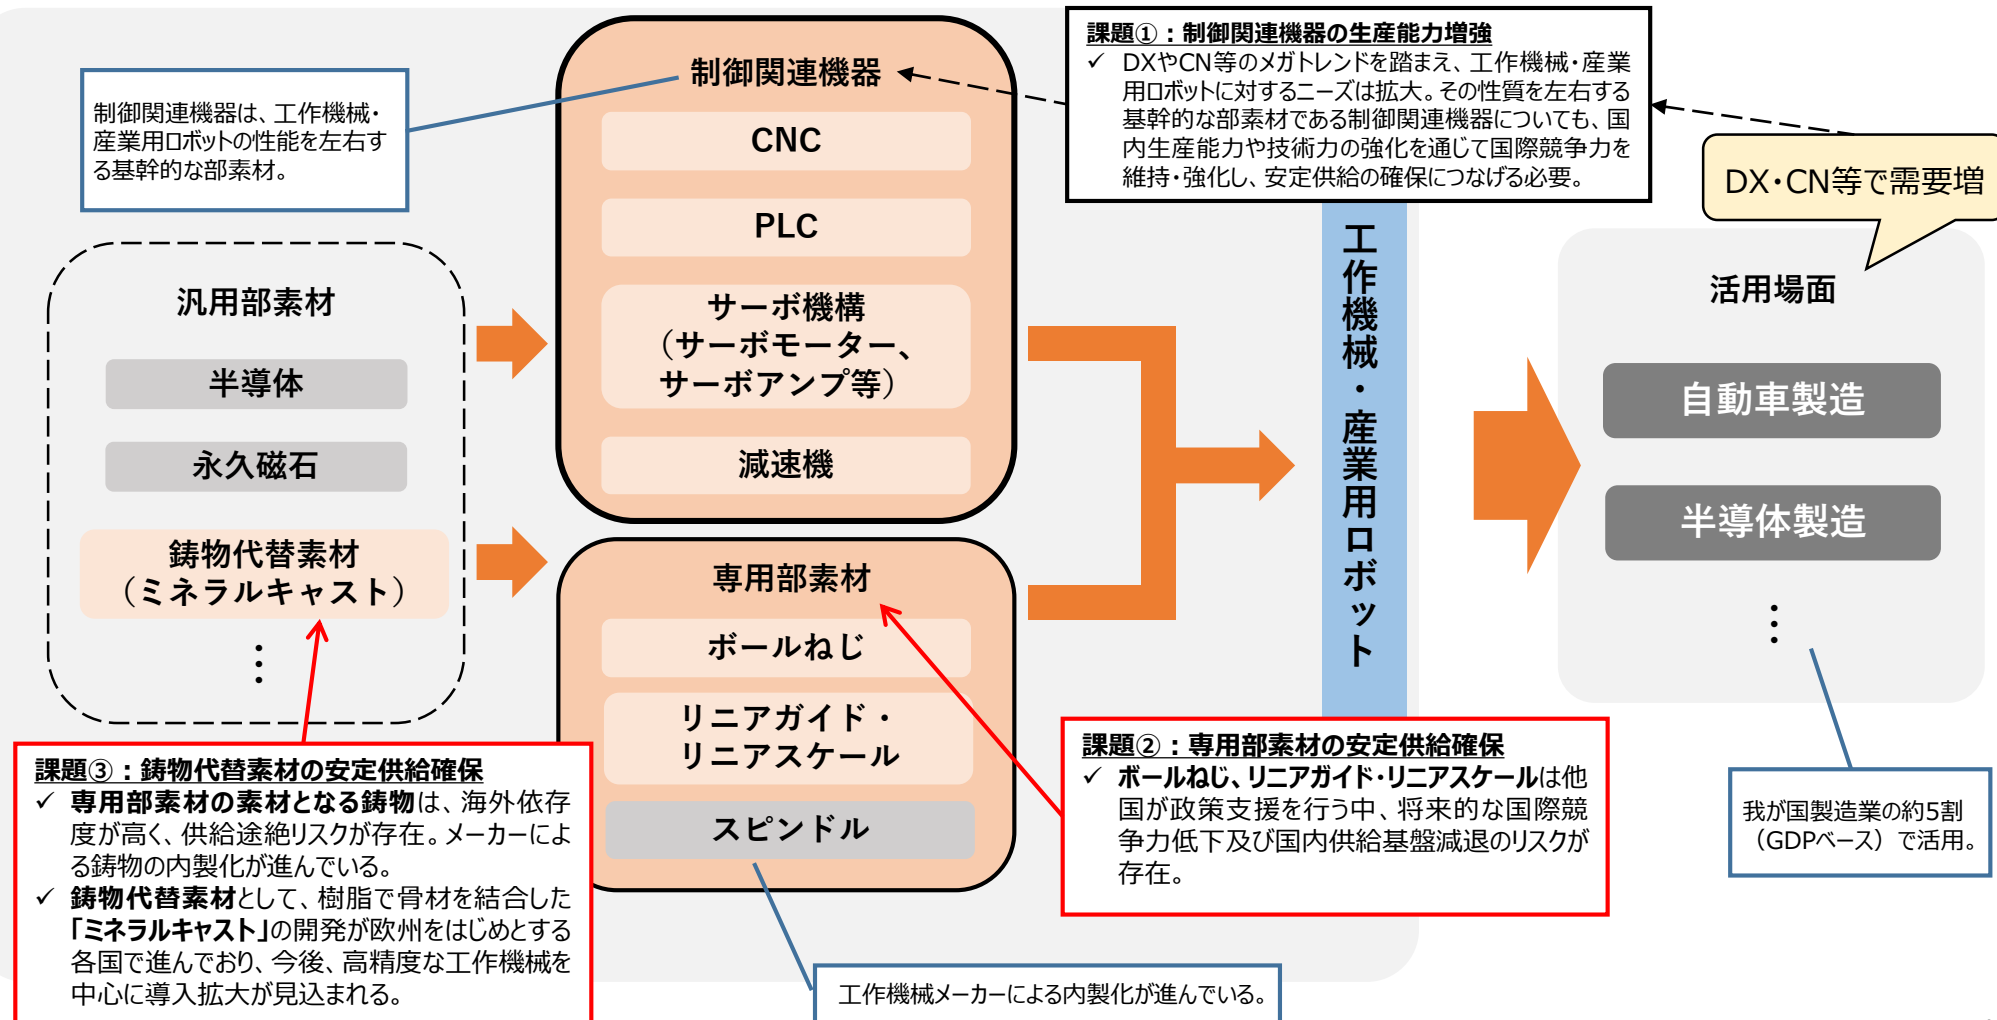 制御関連機器は、工作機械・
産業用ロボットの性能を左右す
る基幹的な部素材。
汎用部素材
半導体
永久磁石
鋳物代替素材
（ミネラルキャスト）
⋮
制御関連機器
CNC
PLC
サーボ機構
（サーボモーター、
サーボアンプ等）
減速機
専用部素材
ボールねじ
リニアガイド・
リニアスケール
スピンドル
課題①：制御関連機器の生産能力増強
✓ DXやCN等のメガトレンドを踏まえ、工作機械・産業
用ロボットに対するニーズは拡大。その性質を左右する
基幹的な部素材である制御関連機器についても、国
内生産能力や技術力の強化を通じて国際競争力を
維持・強化し、安定供給の確保につなげる必要。
工作機械・産業用ロボット
DX・CN等で需要増
活用場面
自動車製造
半導体製造
⋮
課題③：鋳物代替素材の安定供給確保
✓ 専用部素材の素材となる鋳物は、海外依存
度が高く、供給途絶リスクが存在。メーカーによ
る鋳物の内製化が進んでいる。
✓ 鋳物代替素材として、樹脂で骨材を結合した
「ミネラルキャスト」の開発が欧州をはじめとする
各国で進んでおり、今後、高精度な工作機械を
中心に導入拡大が見込まれる。
課題②：専用部素材の安定供給確保
✓ ボールねじ、リニアガイド・リニアスケールは他
国が政策支援を行う中、将来的な国際競
争力低下及び国内供給基盤減退のリスクが
存在。
我が国製造業の約5割
（GDPベース）で活用。
工作機械メーカーによる内製化が進んでいる。